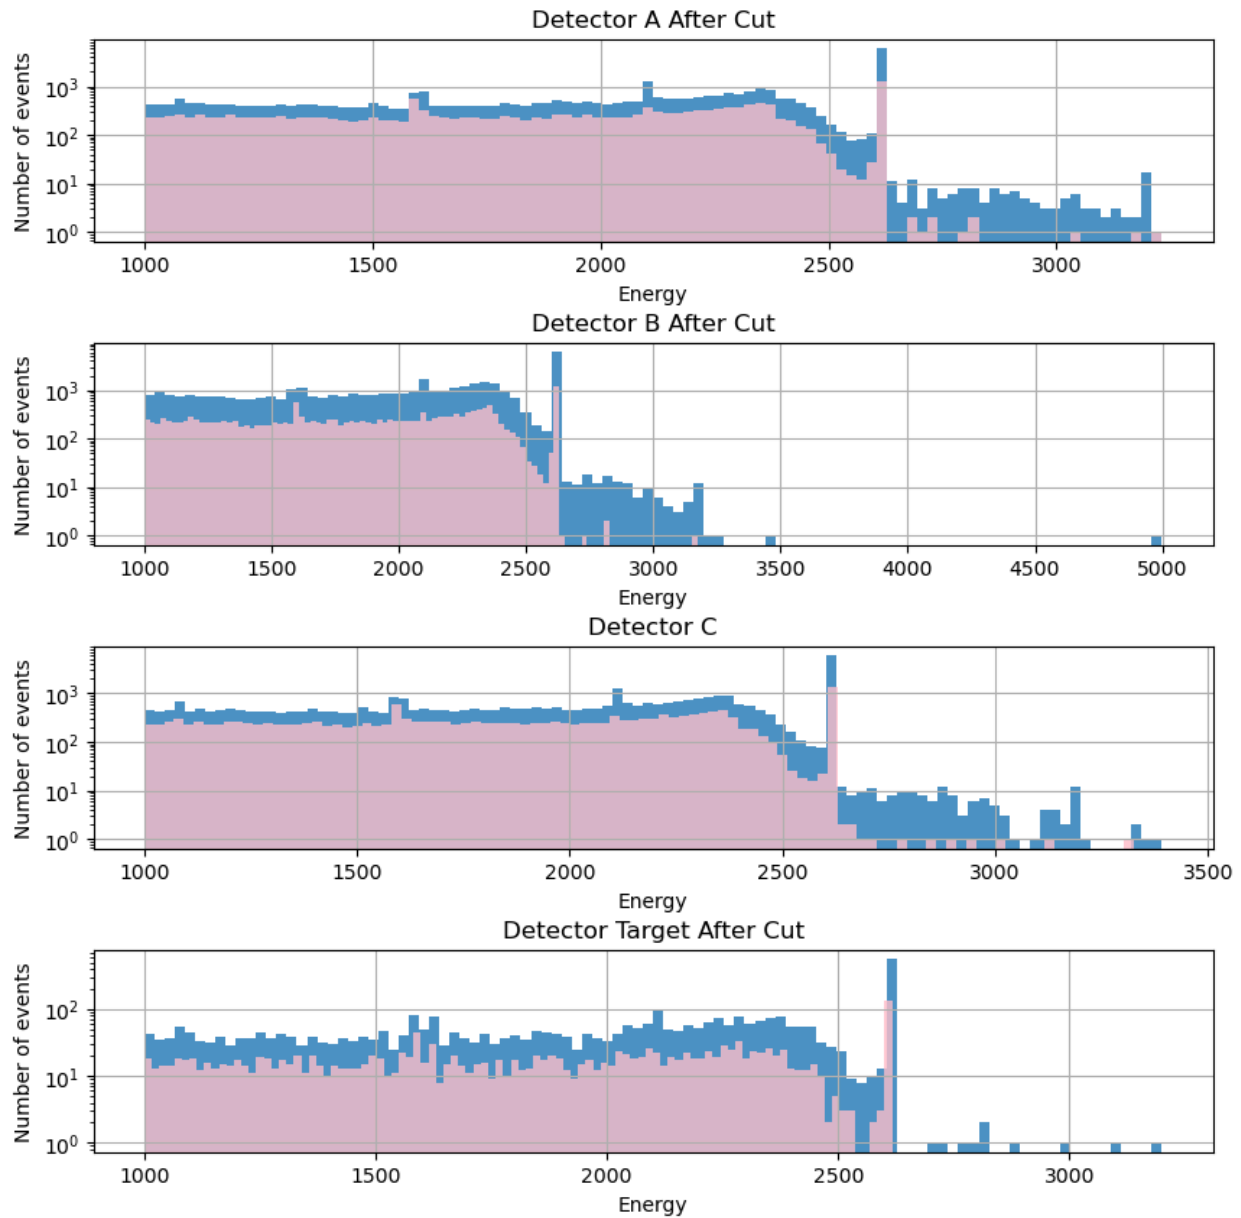 Detector A After Cut
Number of events
10³
10²
10¹
10⁰
1000 1500 2000 2500 3000
Energy
Detector B After Cut
Number of events
10³
10²
10¹
10⁰
1000 1500 2000 2500 3000 3500 4000 4500 5000
Energy
Detector C
Number of events
10³
10²
10¹
10⁰
1000 1500 2000 2500 3000 3500
Energy
Detector Target After Cut
Number of events
10²
10¹
10⁰
1000 1500 2000 2500 3000
Energy